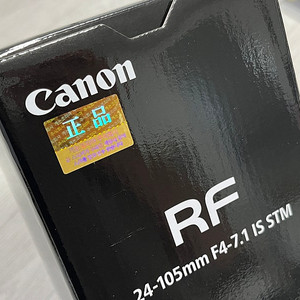 Canon
正品
RF
24-105mm F4-7.1 IS STM